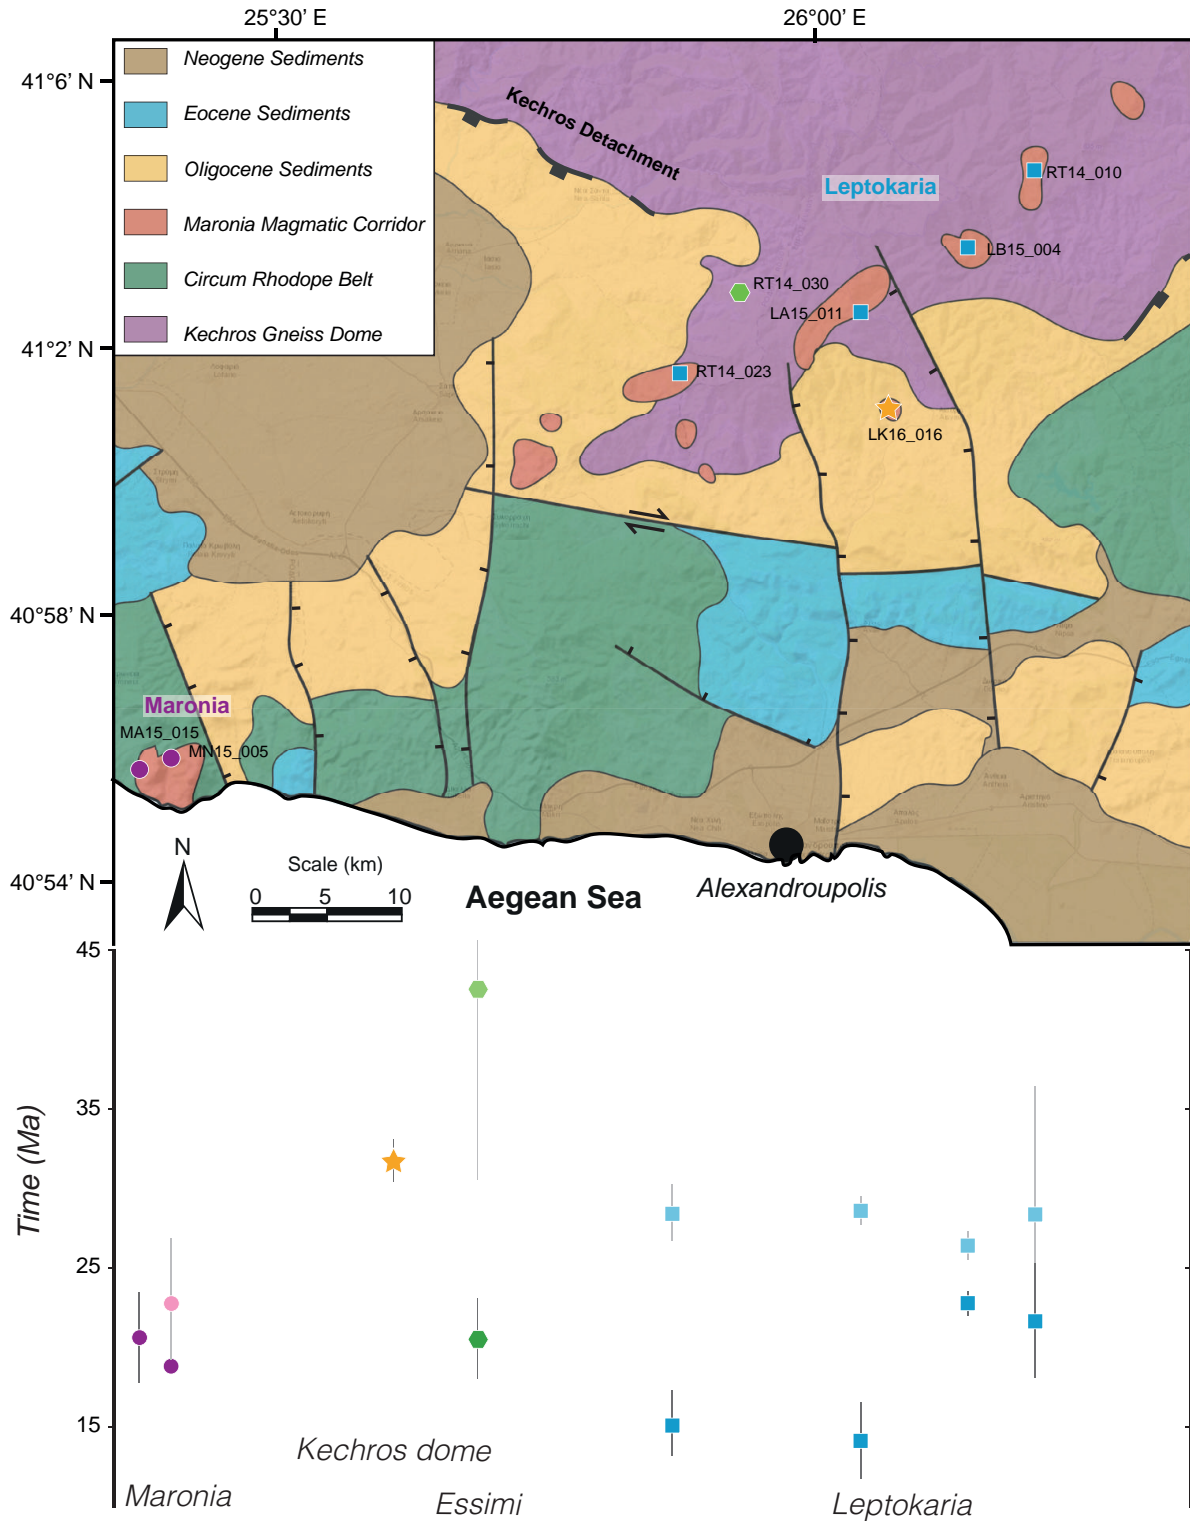 25°30’ E
26°00’ E
41°6’ N
41°2’ N
40°58’ N
40°54’ N
Neogene Sediments
Eocene Sediments
Oligocene Sediments
Maronia Magmatic Corridor
Circum Rhodope Belt
Kechros Gneiss Dome
Kechros Detachment
Leptokaria
RT14_010
LB15_004
RT14_030
LA15_011
RT14_023
LK16_016
Maronia
MA15_015
MN15_005
N
Scale (km)
0 5 10
Aegean Sea
Alexandroupolis
Time (Ma)
45
35
25
15
Kechros dome
Maronia
Essimi
Leptokaria